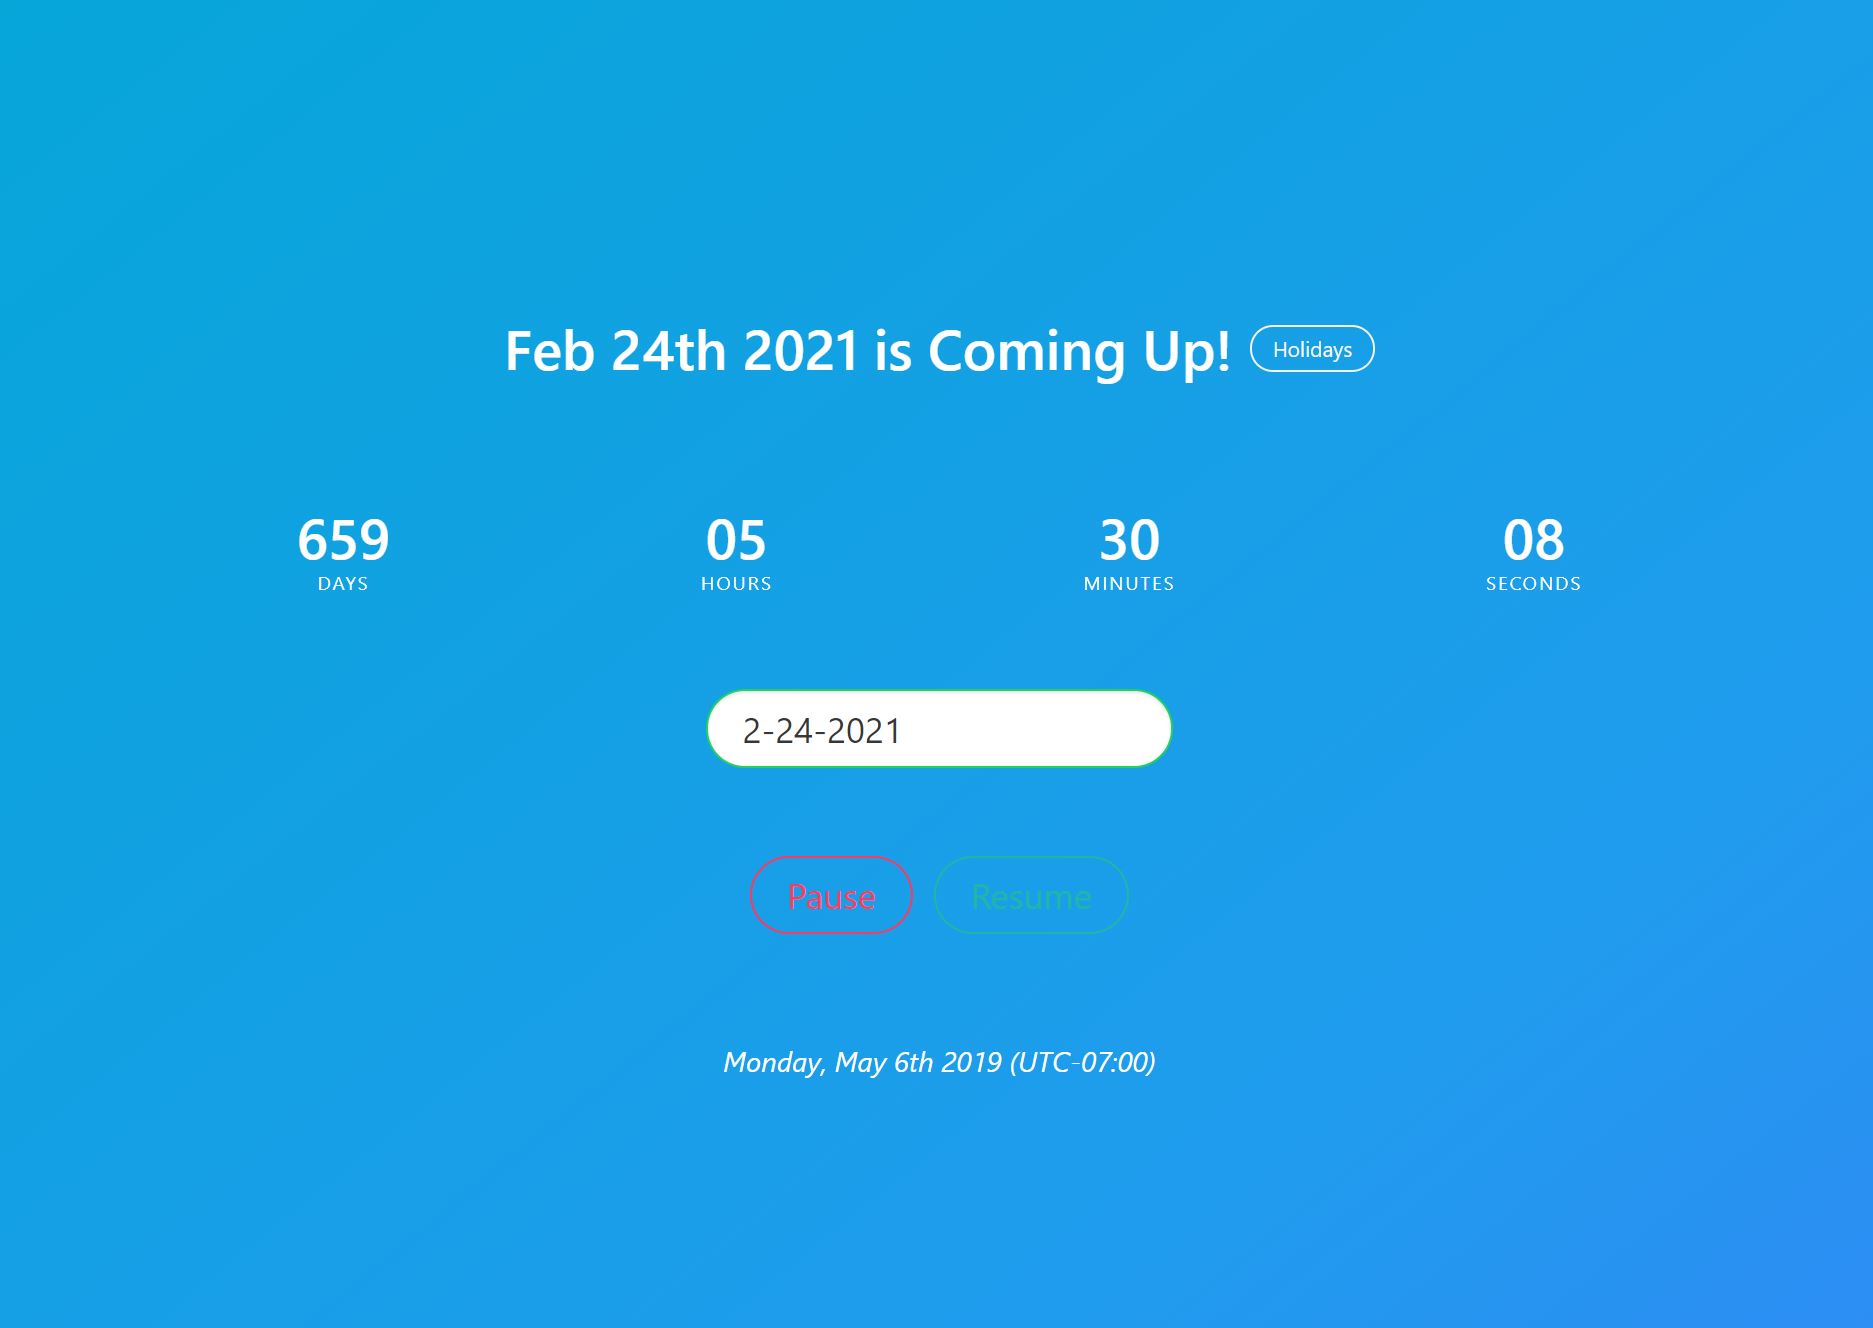 Feb 24th 2021 is Coming Up! Holidays
659 05 30 08
DAYS HOURS MINUTES SECONDS
2-24-2021
Pause Resume
Monday, May 6th 2019 (UTC-07:00)